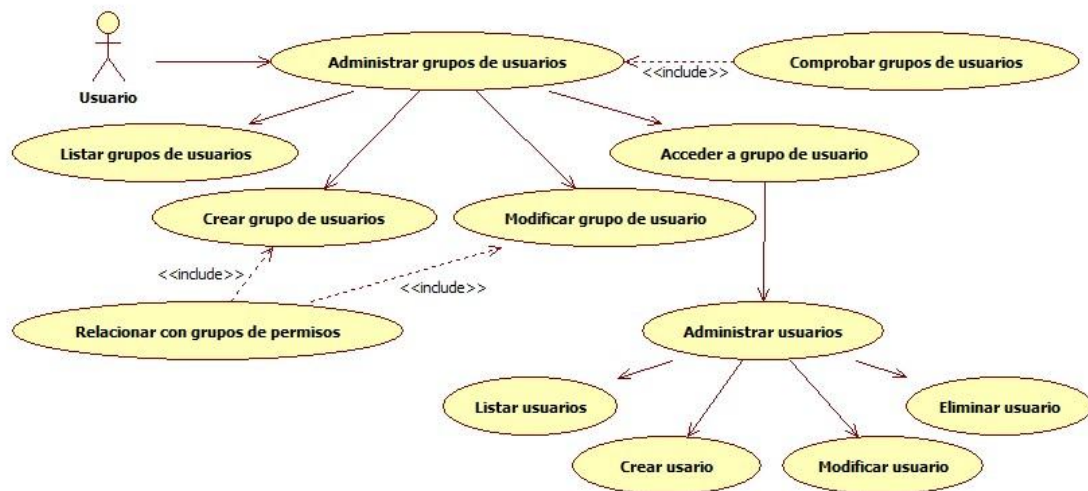 Administrar grupos de usuarios
Comprobar grupos de usuarios
<<include>>
Usuario
Listar grupos de usuarios
Acceder a grupo de usuario
Crear grupo de usuarios
Modificar grupo de usuario
<<include>>
<<include>>
Relacionar con grupos de permisos
Administrar usuarios
Listar usuarios
Eliminar usuario
Crear usario
Modificar usuario